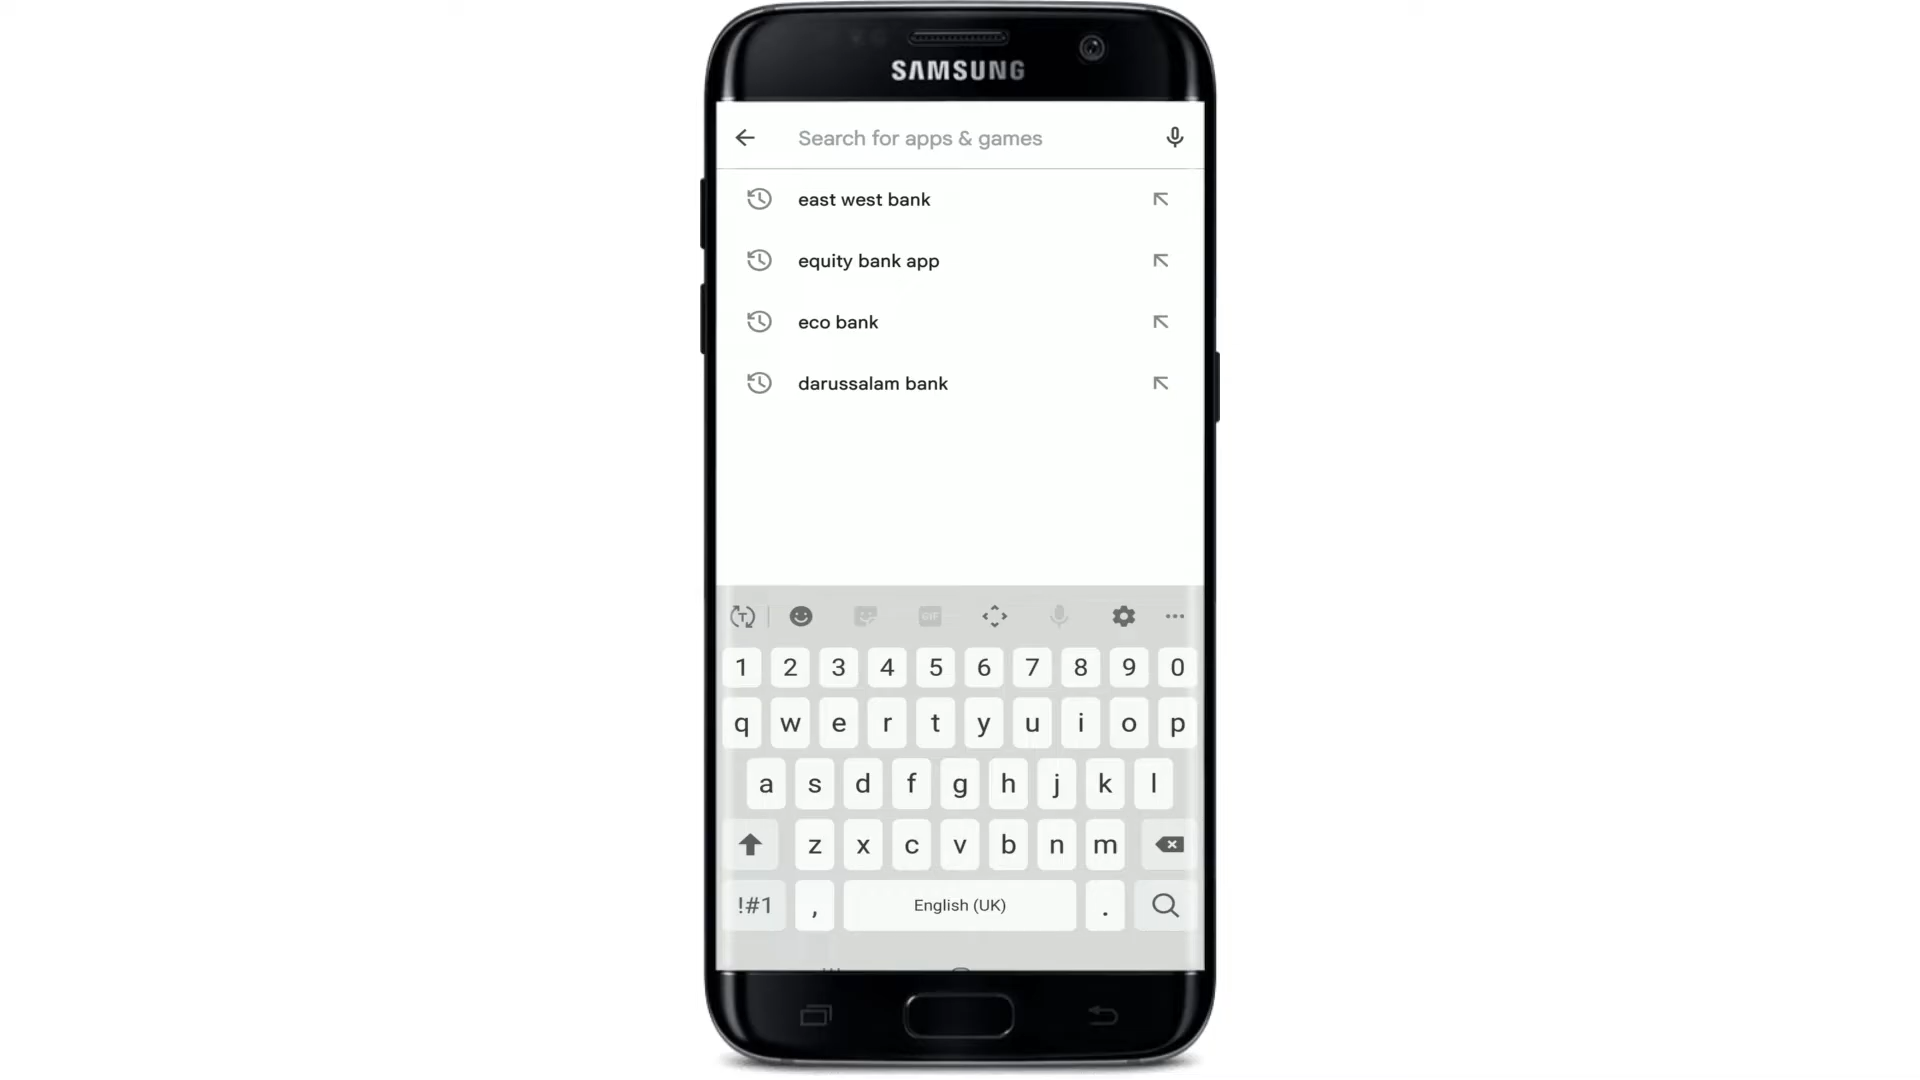 SAMSUNG
Search for apps & games
east west bank
equity bank app
eco bank
darussalam bank
T GIF
1 2 3 4 5 6 7 8 9 0
q w e r t y u i o p
a s d f g h j k l
z x c v b n m
!#1 , English (UK) .